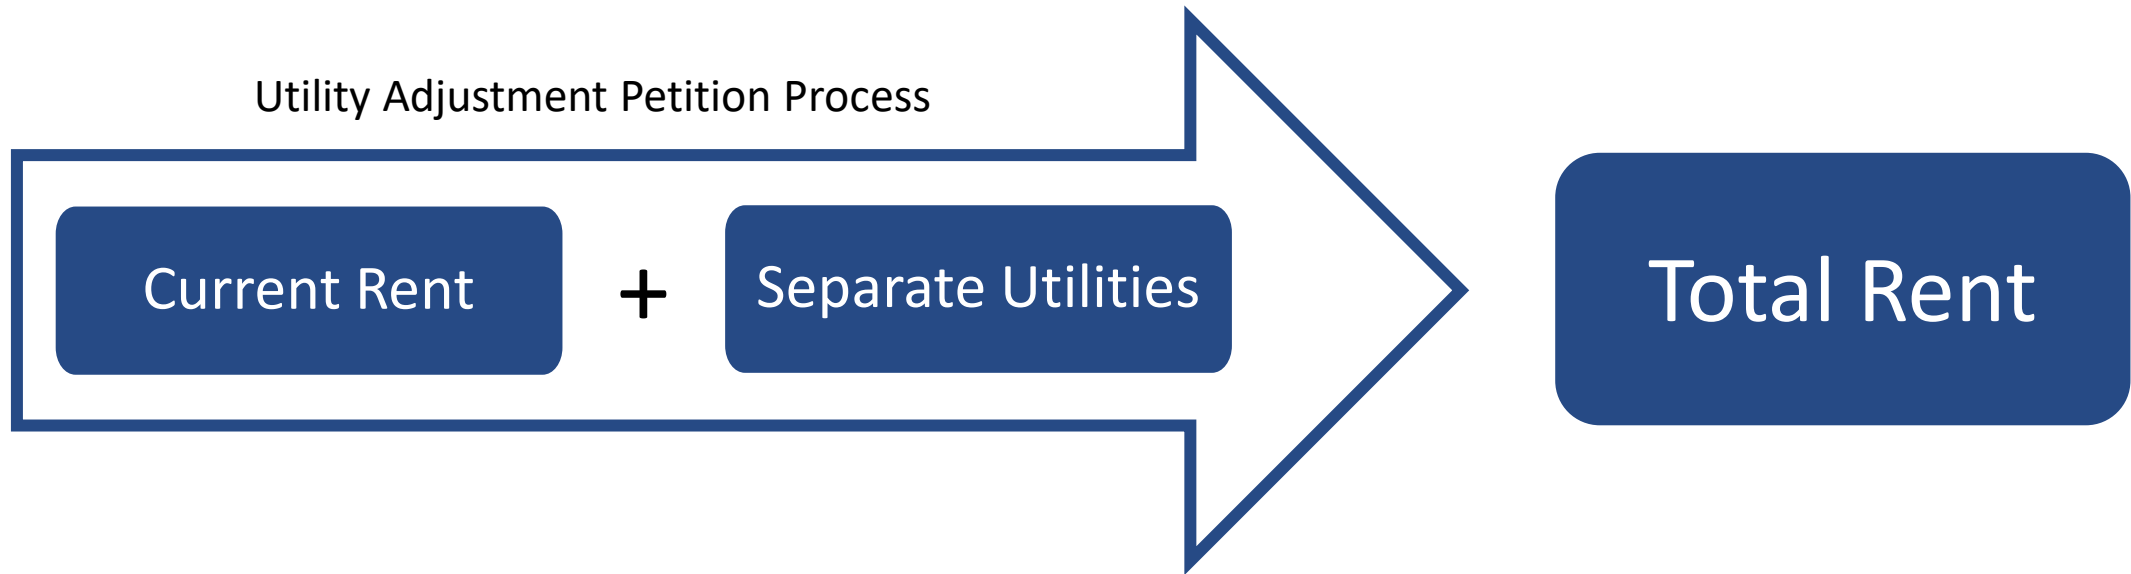 Utility Adjustment Petition Process
Current Rent
+
Separate Utilities
Total Rent